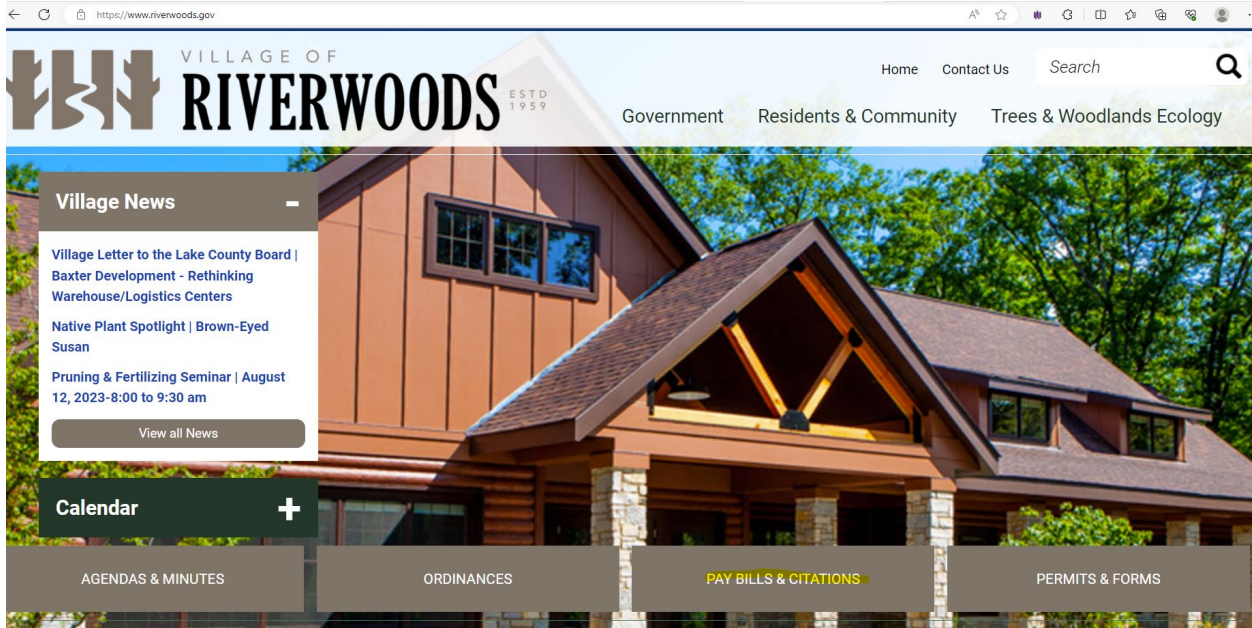 https://www.riverwoods.gov
VILLAGE OF
RIVERWOODS
ESTD
1959
Home
Contact Us
Search
Government
Residents & Community
Trees & Woodlands Ecology
Village News
Village Letter to the Lake County Board |
Baxter Development - Rethinking
Warehouse/Logistics Centers
Native Plant Spotlight | Brown-Eyed
Susan
Pruning & Fertilizing Seminar | August
12, 2023-8:00 to 9:30 am
View all News
Calendar
AGENDAS & MINUTES
ORDINANCES
PAY BILLS & CITATIONS
PERMITS & FORMS